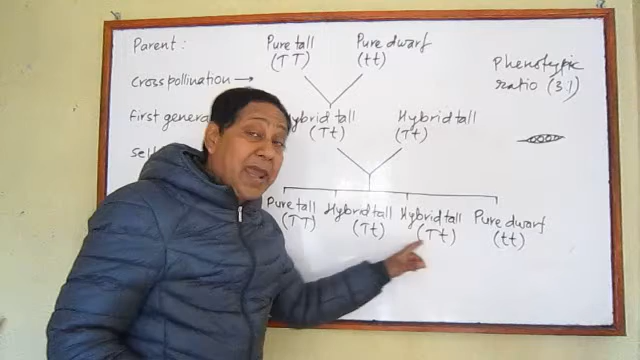 Parent:
Pure tall
Pure dwarf
(TT)
(tt)
Phenotypic
ratio (3:1)
cross pollination →
First
Hybrid tall
Hybrid tall
(Tt)
(Tt)
Pure tall
Hybrid tall
Hybrid tall
Pure dwarf
(TT)
(Tt)
(Tt)
(tt)